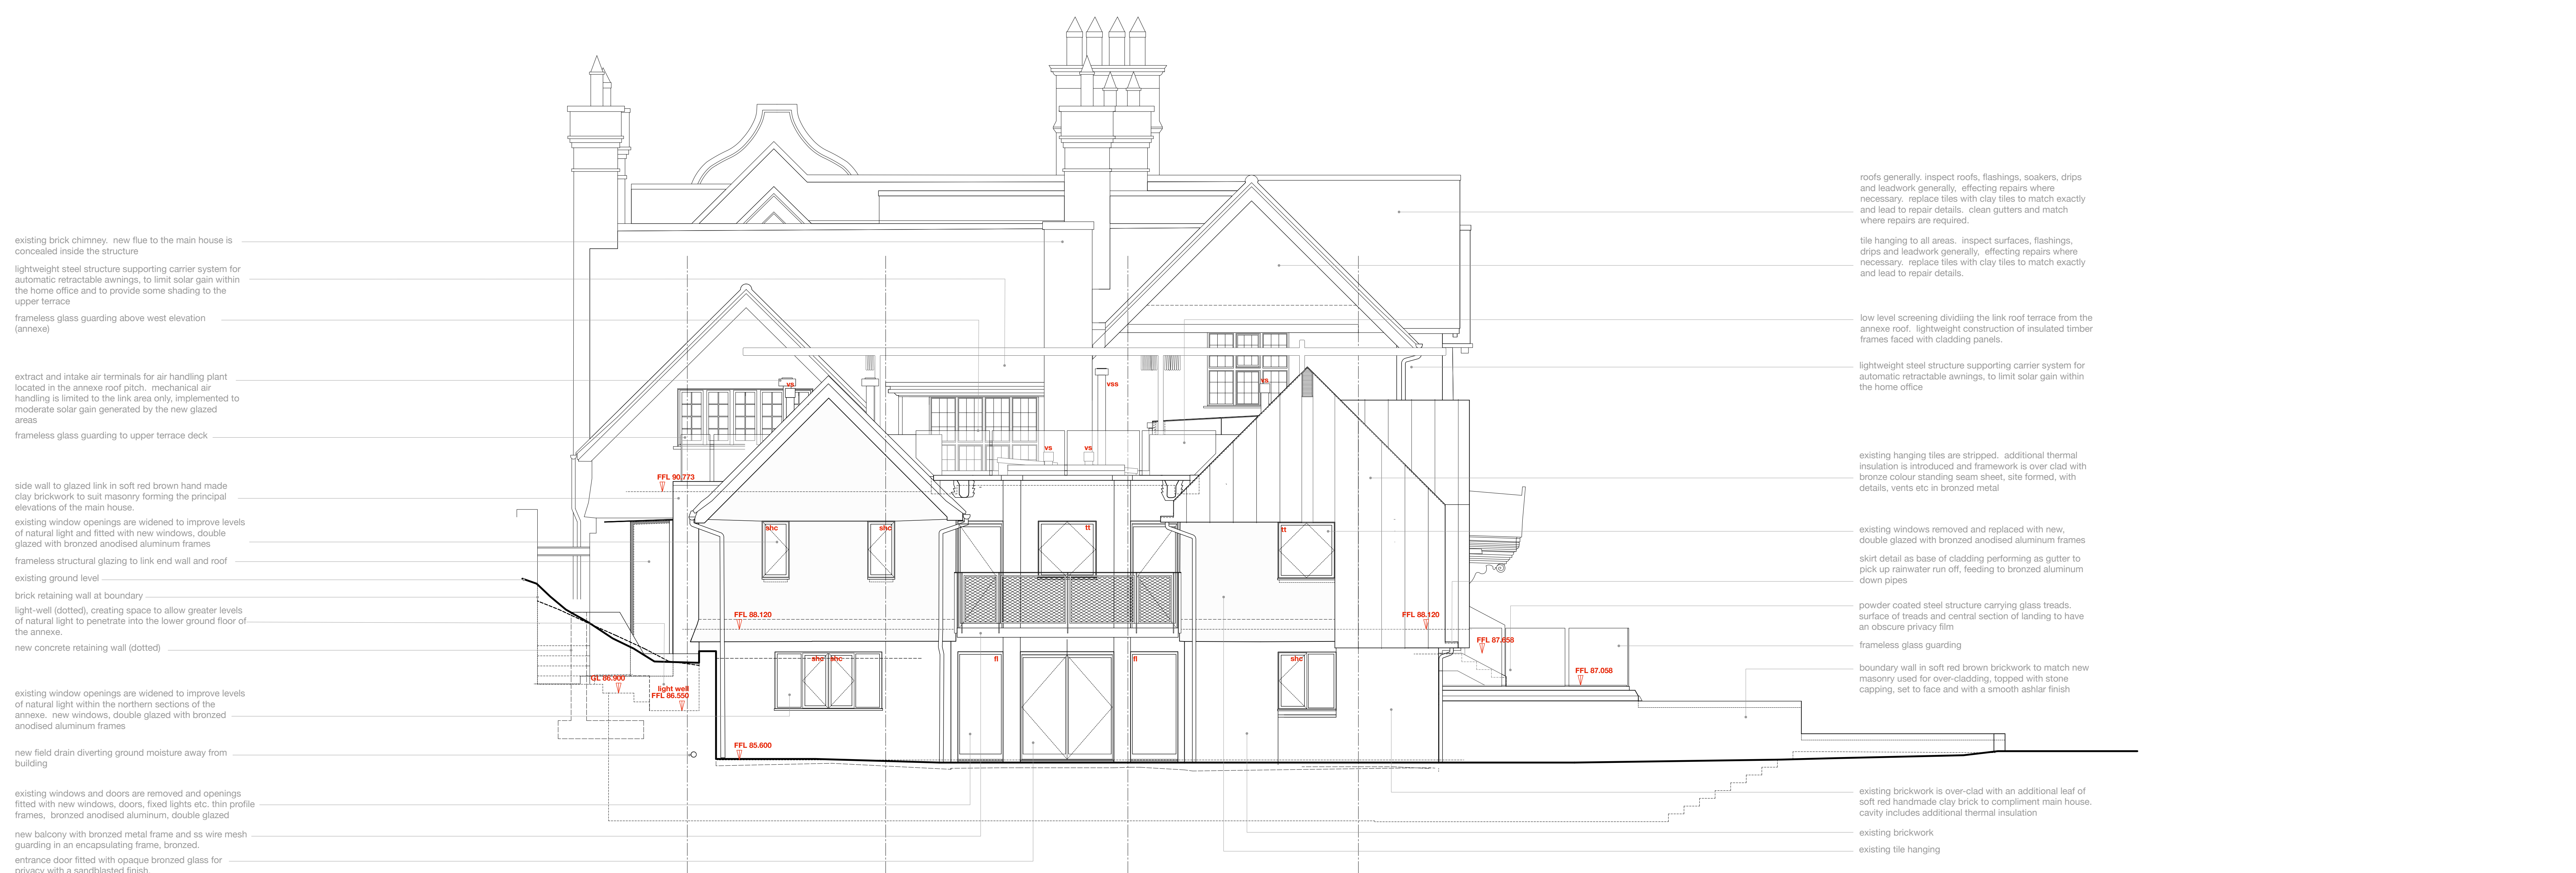 existing brick chimney.  new flue to the main house is
concealed inside the structure
lightweight steel structure supporting carrier system for
automatic retractable awnings, to limit solar gain within
the home office and to provide some shading to the
upper terrace
frameless glass guarding above west elevation
(annexe)
extract and intake air terminals for air handling plant
located in the annexe roof pitch.  mechanical air
handling is limited to the link area only, implemented to
moderate solar gain generated by the new glazed
areas
frameless glass guarding to upper terrace deck
side wall to glazed link in soft red brown hand made
clay brickwork to suit masonry forming the principal
elevations of the main house.
existing window openings are widened to improve levels
of natural light and fitted with new windows, double
glazed with bronzed anodised aluminum frames
frameless structural glazing to link end wall and roof
existing ground level
brick retaining wall at boundary
light-well (dotted), creating space to allow greater levels
of natural light to penetrate into the lower ground floor of
the annexe.
new concrete retaining wall (dotted)
existing window openings are widened to improve levels
of natural light within the northern sections of the
annexe.  new windows, double glazed with bronzed
anodised aluminum frames
new field drain diverting ground moisture away from
building
existing windows and doors are removed and openings
fitted with new windows, doors, fixed lights etc. thin profile
frames,  bronzed anodised aluminum, double glazed
new balcony with bronzed metal frame and ss wire mesh
guarding in an encapsulating frame, bronzed.
entrance door fitted with opaque bronzed glass for
privacy with a sandblasted finish.
vs
vss
vs
vs
vs
FFL 90.773
shc
shc
tt
tt
FFL 88.120
FFL 88.120
FFL 87.658
shc
shc
fl
fl
shc
GL 86.900
light well
FFL 86.550
FFL 87.058
FFL 85.600
roofs generally. inspect roofs, flashings, soakers, drips
and leadwork generally,  effecting repairs where
necessary.  replace tiles with clay tiles to match exactly
and lead to repair details.  clean gutters and match
where repairs are required.
tile hanging to all areas.  inspect surfaces, flashings,
drips and leadwork generally,  effecting repairs where
necessary.  replace tiles with clay tiles to match exactly
and lead to repair details.
low level screening dividiing the link roof terrace from the
annexe roof.  lightweight construction of insulated timber
frames faced with cladding panels.
lightweight steel structure supporting carrier system for
automatic retractable awnings, to limit solar gain within
the home office
existing hanging tiles are stripped.  additional thermal
insulation is introduced and framework is over clad with
bronze colour standing seam sheet, site formed, with
details, vents etc in bronzed metal
existing windows removed and replaced with new,
double glazed with bronzed anodised aluminum frames
skirt detail as base of cladding performing as gutter to
pick up rainwater run off, feeding to bronzed aluminum
down pipes
powder coated steel structure carrying glass treads.
surface of treads and central section of landing to have
an obscure privacy film
frameless glass guarding
boundary wall in soft red brown brickwork to match new
masonry used for over-cladding, topped with stone
capping, set to face and with a smooth ashlar finish
existing brickwork is over-clad with an additional leaf of
soft red handmade clay brick to compliment main house.
cavity includes additional thermal insulation
existing brickwork
existing tile hanging